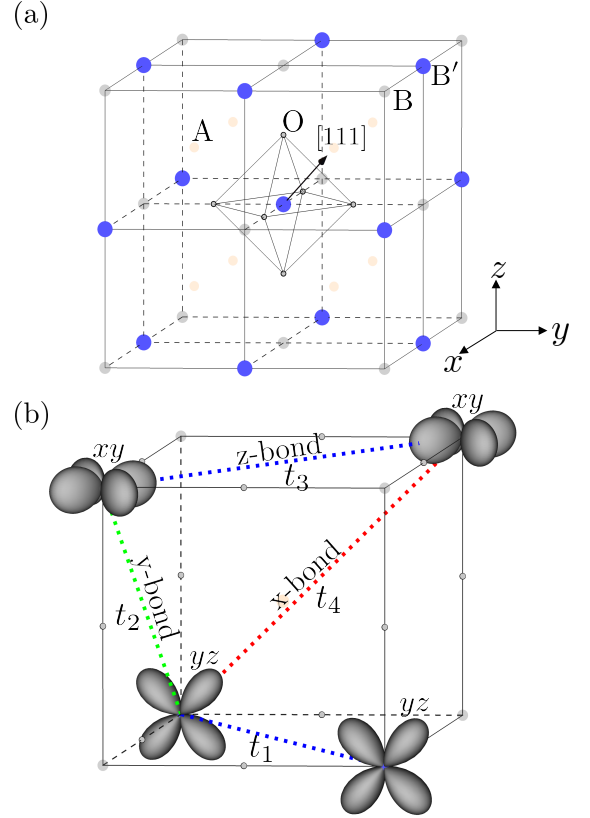 (a)
B′
B
A
O
[111]
z
y
x
(b)
xy
xy
z-bond
t₃
y-bond
x-bond
t₂
t₄
yz
yz
t₁